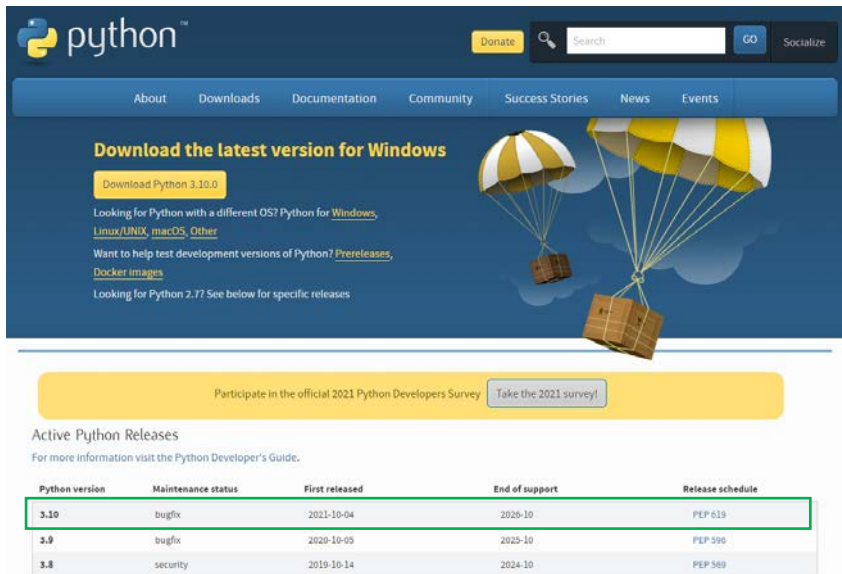 python™
Donate
Search
GO
Socialize
About Downloads Documentation Community Success Stories News Events
Download the latest version for Windows
Download Python 3.10.0
Looking for Python with a different OS? Python for Windows,
Linux/UNIX, macOS, Other
Want to help test development versions of Python? Prereleases,
Docker images
Looking for Python 2.7? See below for specific releases
Participate in the official 2021 Python Developers Survey Take the 2021 survey!
Active Python Releases
For more information visit the Python Developer's Guide.
Python version Maintenance status First released End of support Release schedule
3.10 bugfix 2021-10-04 2026-10 PEP 619
3.9 bugfix 2020-10-05 2025-10 PEP 596
3.8 security 2019-10-14 2024-10 PEP 569